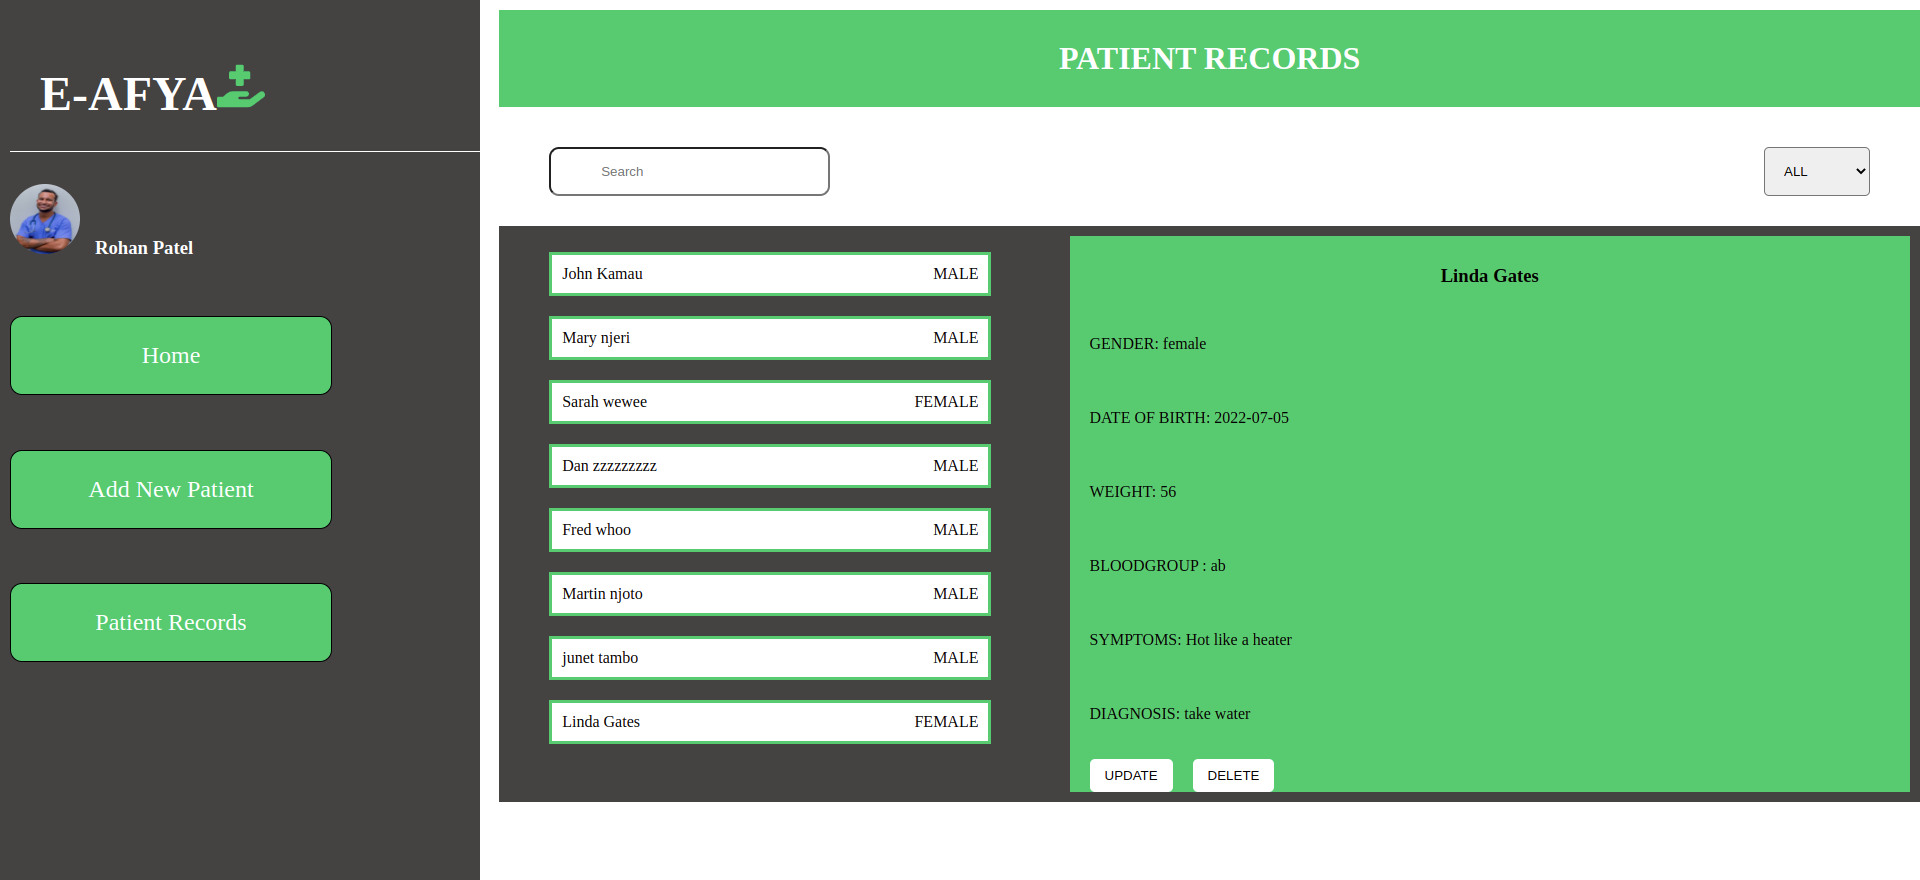 E-AFYA
Rohan Patel
Home
Add New Patient
Patient Records
PATIENT RECORDS
Search
ALL
John Kamau MALE
Mary njeri MALE
Sarah wewee FEMALE
Dan zzzzzzzzz MALE
Fred whoo MALE
Martin njoto MALE
junet tambo MALE
Linda Gates FEMALE
Linda Gates
GENDER: female
DATE OF BIRTH: 2022-07-05
WEIGHT: 56
BLOODGROUP : ab
SYMPTOMS: Hot like a heater
DIAGNOSIS: take water
UPDATE DELETE